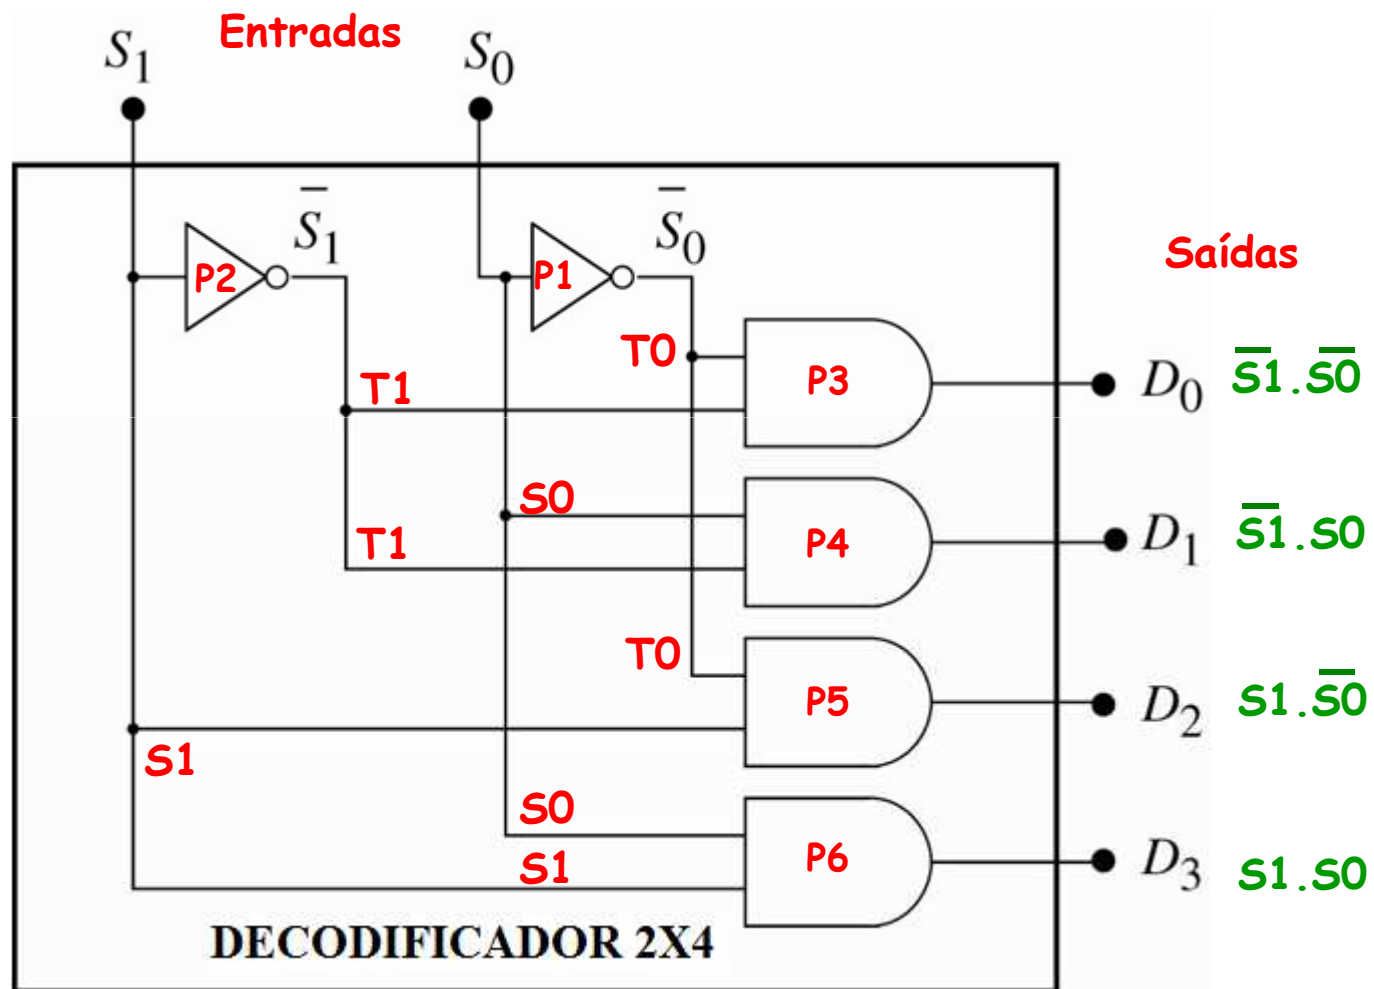 Entradas
S₁ S₀
S̅₁ S̅₀
P2 P1
Saídas
T0
P3 D₀ S̅1.S̅0
T1
S0
P4 D₁ S̅1.S0
T1
T0
P5 D₂ S1.S̅0
S1
S0
P6 D₃ S1.S0
S1
DECODIFICADOR 2X4